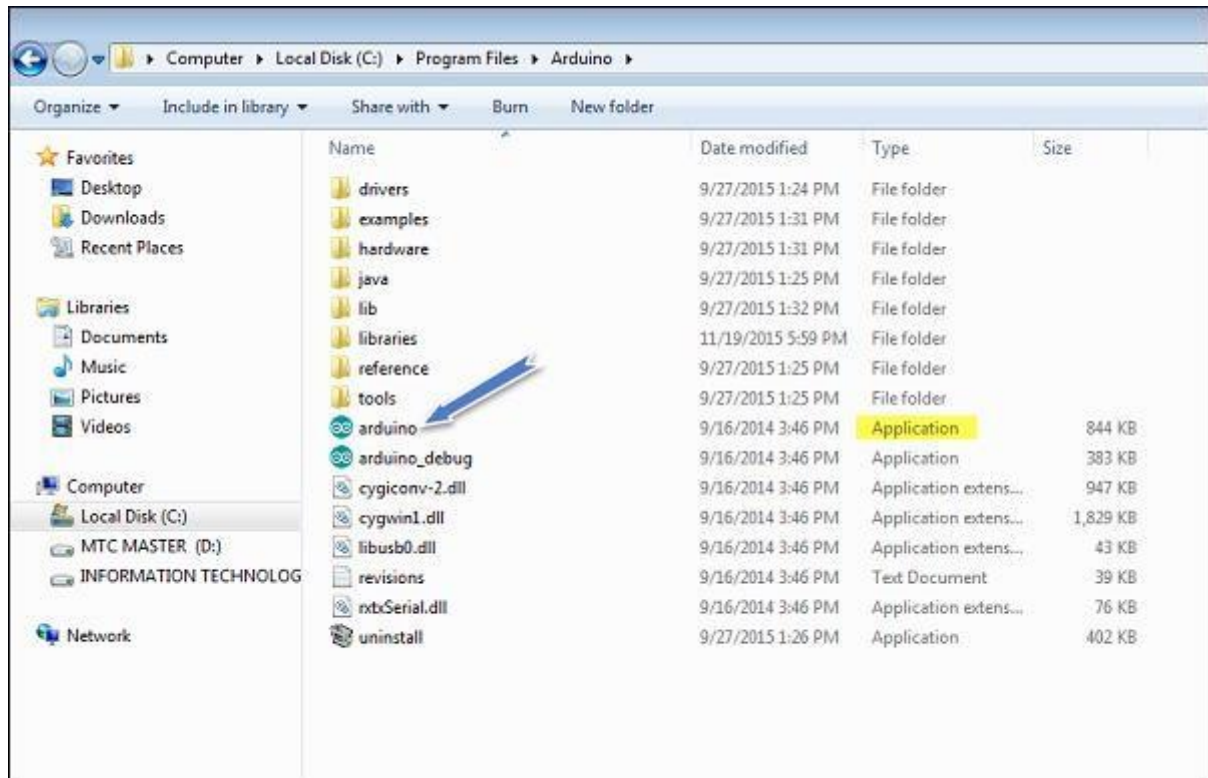 Computer Local Disk (C:) Program Files Arduino
Organize Include in library Share with Burn New folder
Favorites
Desktop
Downloads
Recent Places
Libraries
Documents
Music
Pictures
Videos
Computer
Local Disk (C:)
MTC MASTER (D:)
INFORMATION TECHNOLOG
Network
Name Date modified Type Size
drivers 9/27/2015 1:24 PM File folder
examples 9/27/2015 1:31 PM File folder
hardware 9/27/2015 1:31 PM File folder
java 9/27/2015 1:25 PM File folder
lib 9/27/2015 1:32 PM File folder
libraries 11/19/2015 5:59 PM File folder
reference 9/27/2015 1:25 PM File folder
tools 9/27/2015 1:25 PM File folder
arduino 9/16/2014 3:46 PM Application 844 KB
arduino_debug 9/16/2014 3:46 PM Application 383 KB
cygiconv-2.dll 9/16/2014 3:46 PM Application extens... 947 KB
cygwin1.dll 9/16/2014 3:46 PM Application extens... 1,829 KB
libusb0.dll 9/16/2014 3:46 PM Application extens... 43 KB
revisions 9/16/2014 3:46 PM Text Document 39 KB
rxtxSerial.dll 9/16/2014 3:46 PM Application extens... 76 KB
uninstall 9/27/2015 1:26 PM Application 402 KB